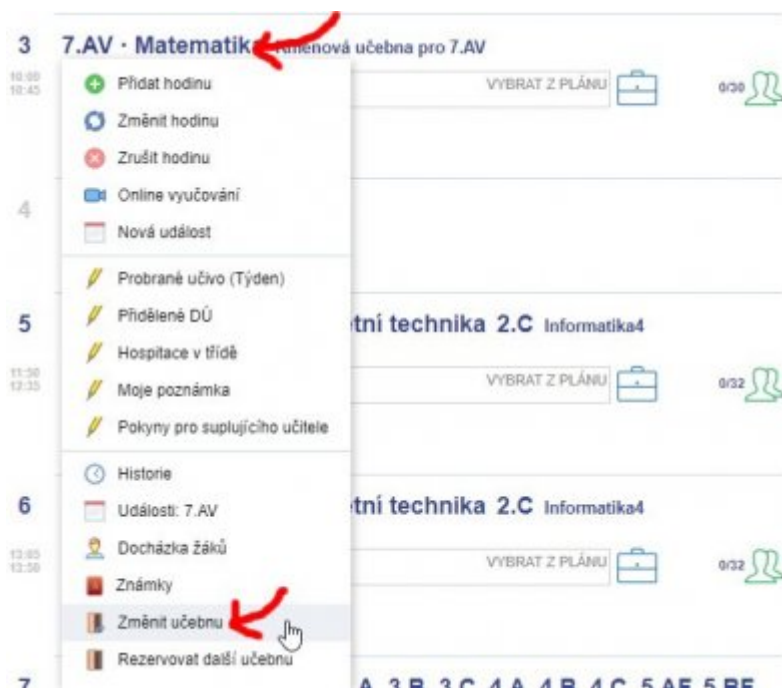 3 7.AV · Matematika Kmenová učebna pro 7.AV
10:00
10:45
Přidat hodinu
VYBRAT Z PLÁNU
0/30
Změnit hodinu
Zrušit hodinu
Online vyučování
4
Nová událost
Probrané učivo (Týden)
Přidělené DÚ
5 tní technika 2.C Informatika4
Hospitace v třídě
11:50
12:35
Moje poznámka
VYBRAT Z PLÁNU
0/32
Pokyny pro suplujícího učitele
Historie
6 tní technika 2.C Informatika4
Události: 7.AV
12:50
Docházka žáků
VYBRAT Z PLÁNU
0/32
Známky
Změnit učebnu
Rezervovat další učebnu
7